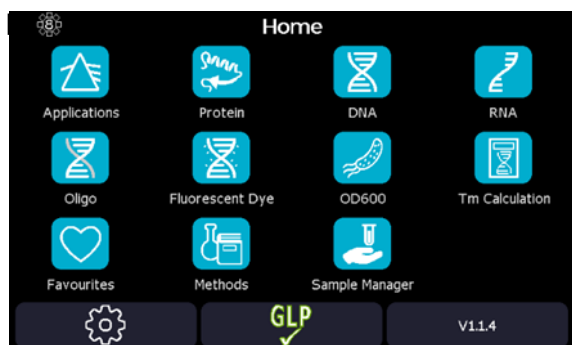 8
Home
Applications
Protein
DNA
RNA
Oligo
Fluorescent Dye
OD600
Tm Calculation
Favourites
Methods
Sample Manager
GLP
V1.1.4